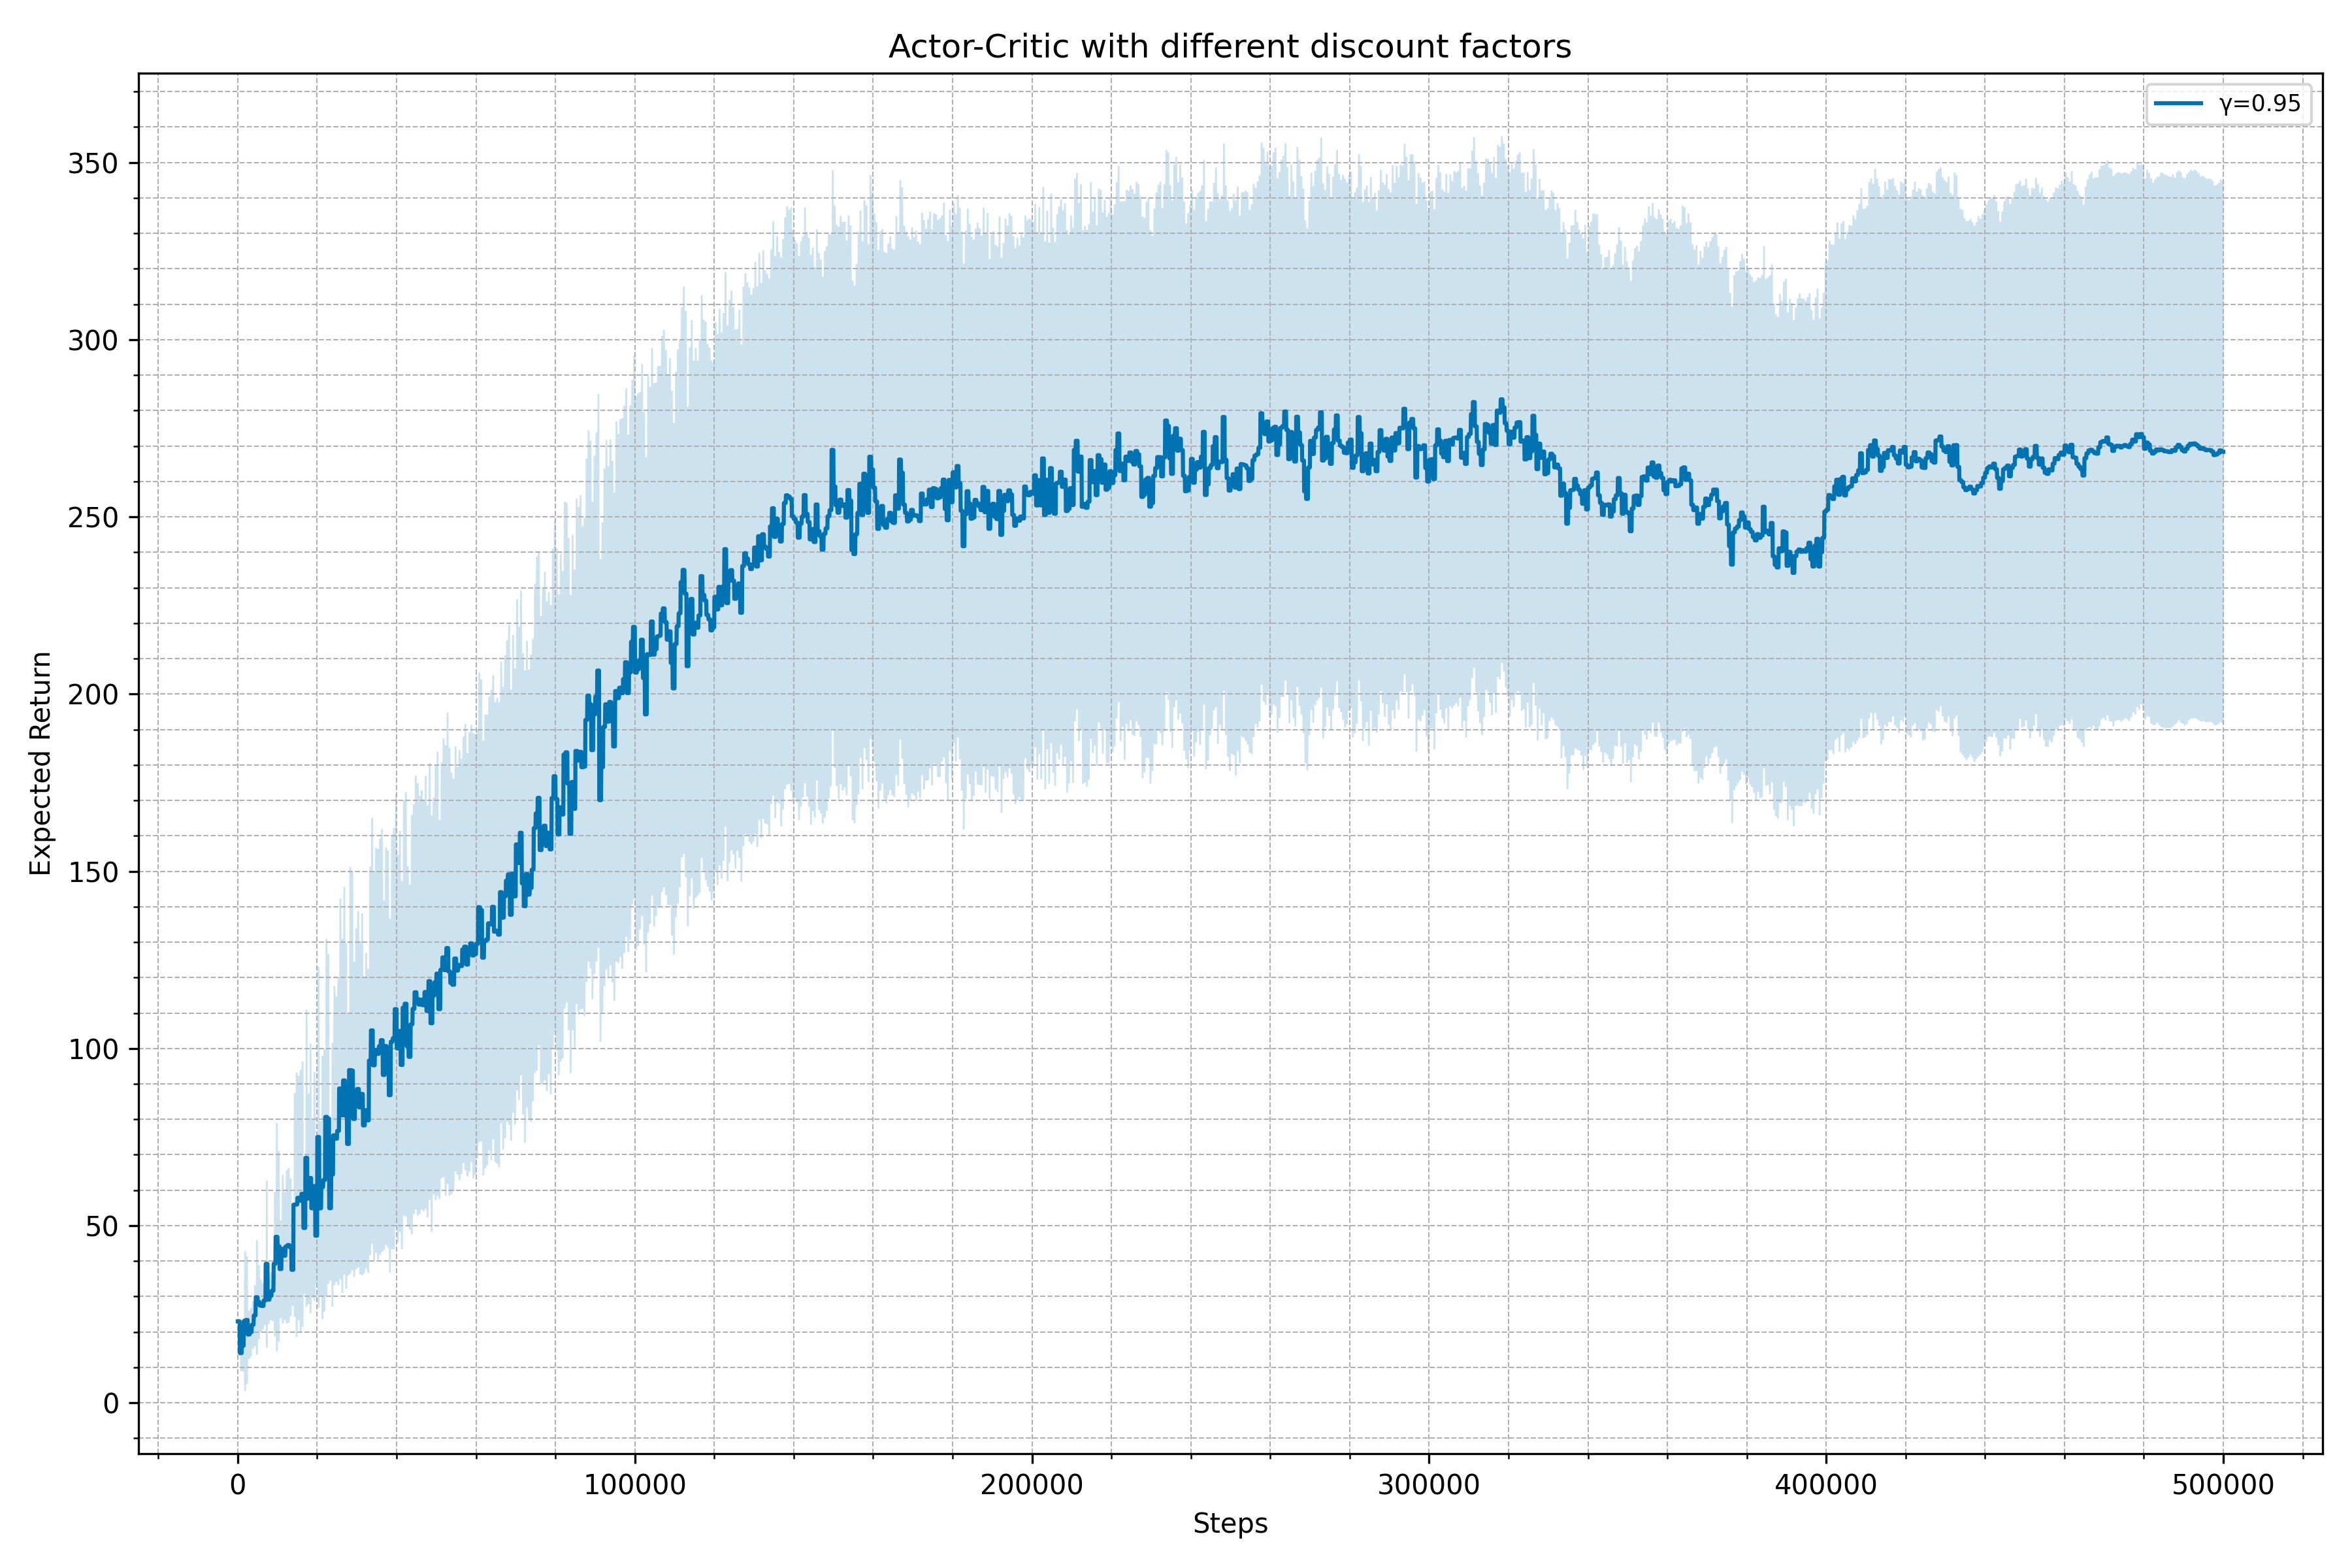 Actor-Critic with different discount factors
γ=0.95
350
300
250
200
150
100
50
0
Expected Return
0 100000 200000 300000 400000 500000
Steps